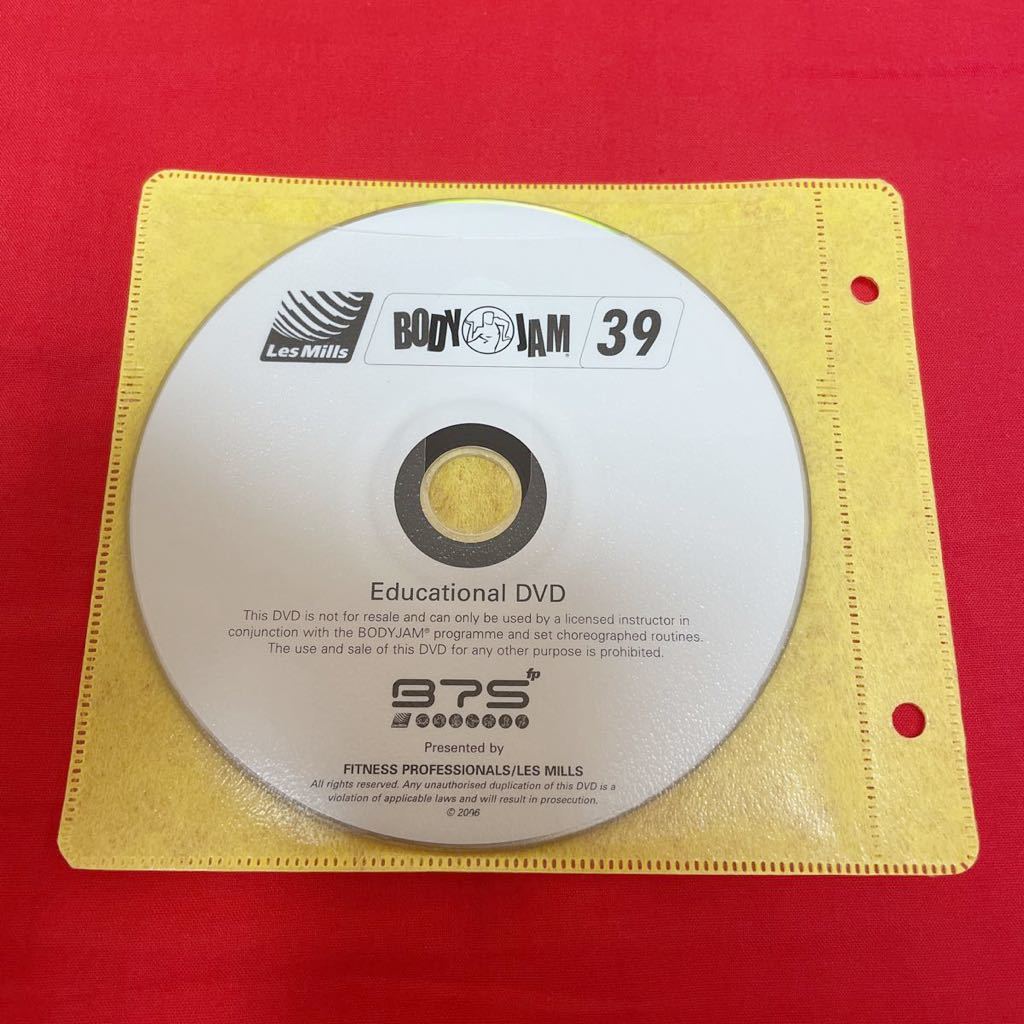 Les Mills
BODY JAM®
39
Educational DVD
This DVD is not for resale and can only be used by a licensed instructor in
conjunction with the BODYJAM® programme and set choreographed routines.
The use and sale of this DVD for any other purpose is prohibited.
BTS fp
Presented by
FITNESS PROFESSIONALS/LES MILLS
All rights reserved. Any unauthorised duplication of this DVD is a
violation of applicable laws and will result in prosecution.
© 2006